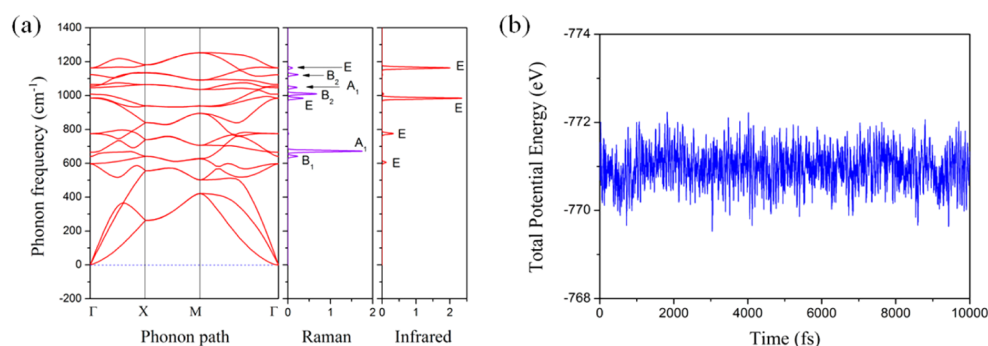 (a)
1400
1200
1000
800
600
400
200
0
-200
Phonon frequency (cm⁻¹)
Γ X M Γ
Phonon path
E
B₂
A₁
B₂
E
A₁
B₁
0 1 2
Raman
E
E
E
E
0 1 2
Infrared
(b)
-774
-772
-770
-768
Total Potential Energy (eV)
0 2000 4000 6000 8000 10000
Time (fs)